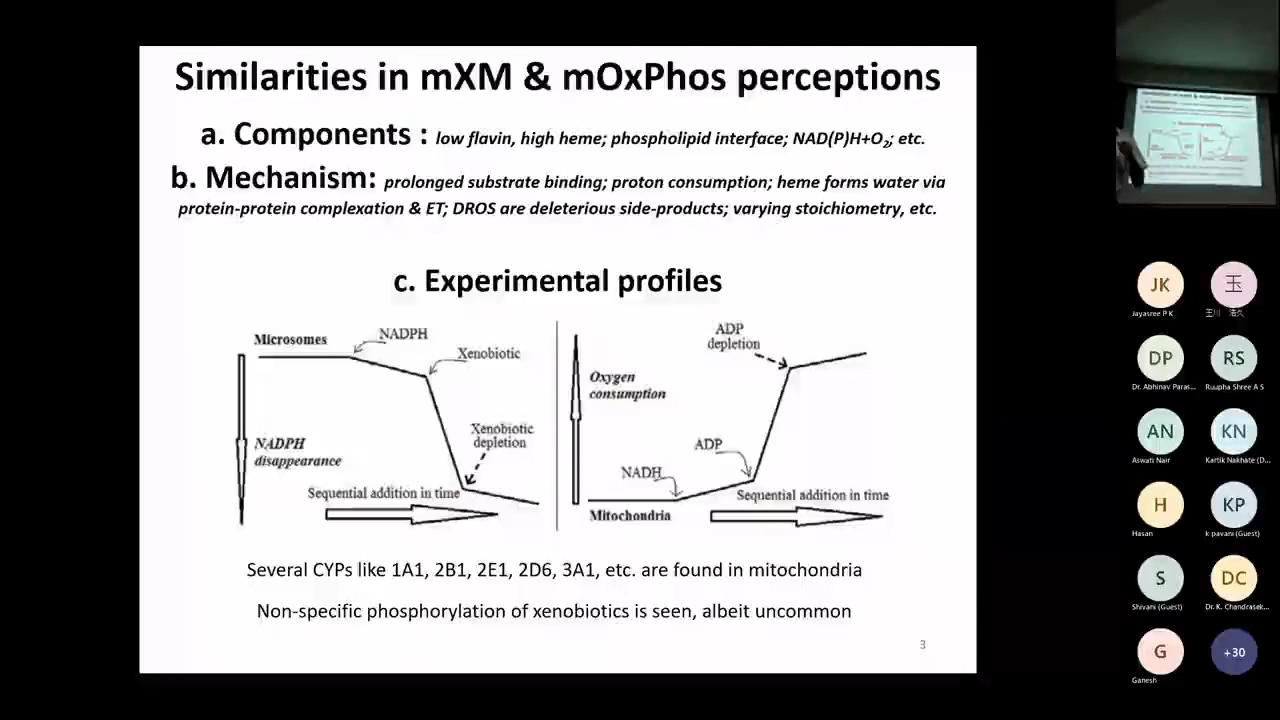 Similarities in mXM & mOxPhos perceptions
a. Components : low flavin, high heme; phospholipid interface; NAD(P)H+O₂; etc.
b. Mechanism: prolonged substrate binding; proton consumption; heme forms water via
protein-protein complexation & ET; DROS are deleterious side-products; varying stoichiometry, etc.
c. Experimental profiles
Microsomes
NADPH
Xenobiotic
NADPH
disappearance
Xenobiotic
depletion
Sequential addition in time
ADP
depletion
Oxygen
consumption
ADP
NADH
Sequential addition in time
Mitochondria
Several CYPs like 1A1, 2B1, 2E1, 2D6, 3A1, etc. are found in mitochondria
Non-specific phosphorylation of xenobiotics is seen, albeit uncommon
3
JK
Jayasree P K
玉
玉川 浩久
DP
Dr. Abhinav Paras...
RS
Ruupha Shree A S
AN
Aswati Nair
KN
Kartik Nakhate (D...
H
Hasan
KP
k pavani (Guest)
S
Shivani (Guest)
DC
Dr. K. Chandrasek...
G
Ganesh
+30